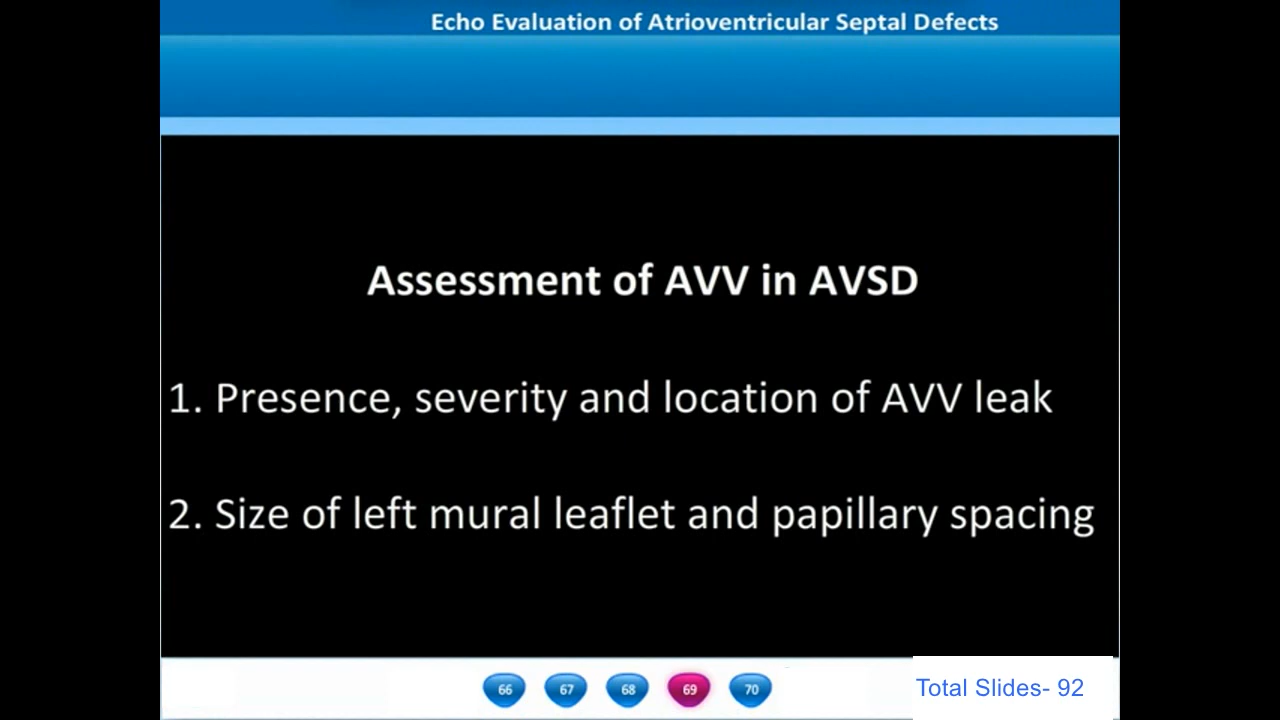 Echo Evaluation of Atrioventricular Septal Defects
Assessment of AVV in AVSD
1. Presence, severity and location of AVV leak
2. Size of left mural leaflet and papillary spacing
66 67 68 69 70
Total Slides- 92